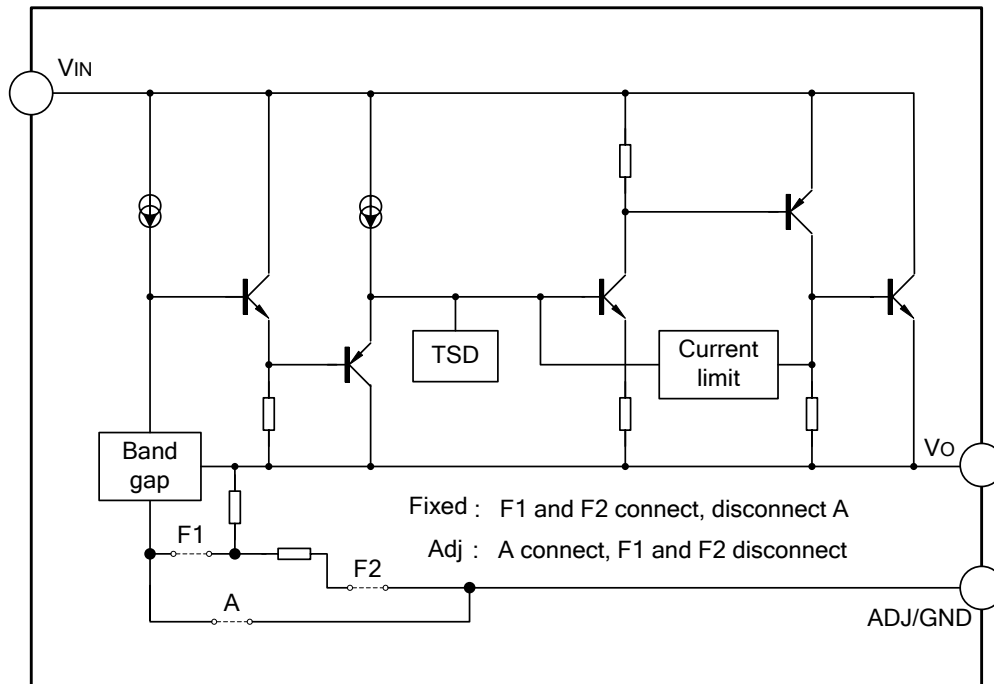 VIN
TSD
Current
limit
Band
gap
VO
Fixed : F1 and F2 connect, disconnect A
F1
Adj : A connect, F1 and F2 disconnect
F2
A
ADJ/GND